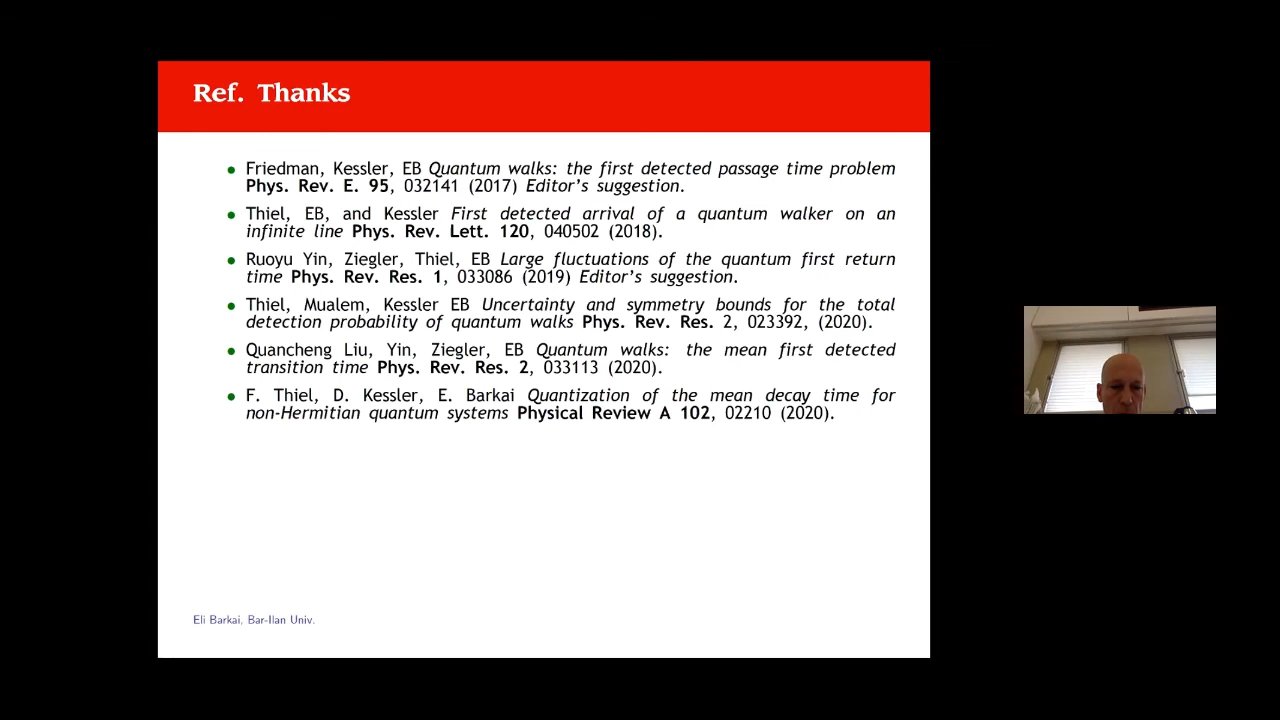 Ref. Thanks
Friedman, Kessler, EB Quantum walks: the first detected passage time problem
Phys. Rev. E. 95, 032141 (2017) Editor's suggestion.
Thiel, EB, and Kessler First detected arrival of a quantum walker on an
infinite line Phys. Rev. Lett. 120, 040502 (2018).
Ruoyu Yin, Ziegler, Thiel, EB Large fluctuations of the quantum first return
time Phys. Rev. Res. 1, 033086 (2019) Editor's suggestion.
Thiel, Mualem, Kessler EB Uncertainty and symmetry bounds for the total
detection probability of quantum walks Phys. Rev. Res. 2, 023392, (2020).
Quancheng Liu, Yin, Ziegler, EB Quantum walks: the mean first detected
transition time Phys. Rev. Res. 2, 033113 (2020).
F. Thiel, D. Kessler, E. Barkai Quantization of the mean decay time for
non-Hermitian quantum systems Physical Review A 102, 02210 (2020).
Eli Barkai, Bar-Ilan Univ.